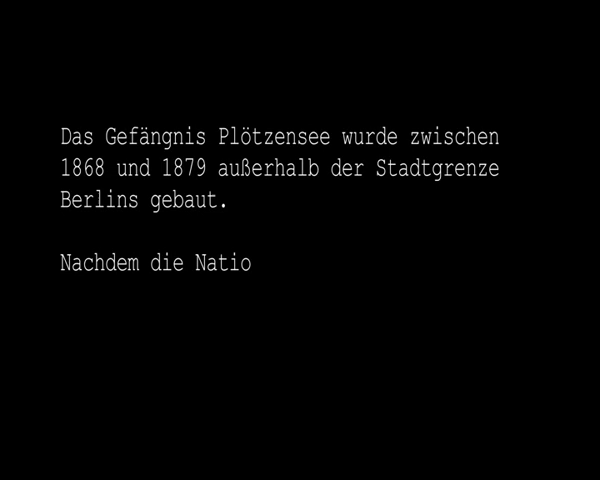 Das Gefängnis Plötzensee wurde zwischen
1868 und 1879 außerhalb der Stadtgrenze
Berlins gebaut.
Nachdem die Natio